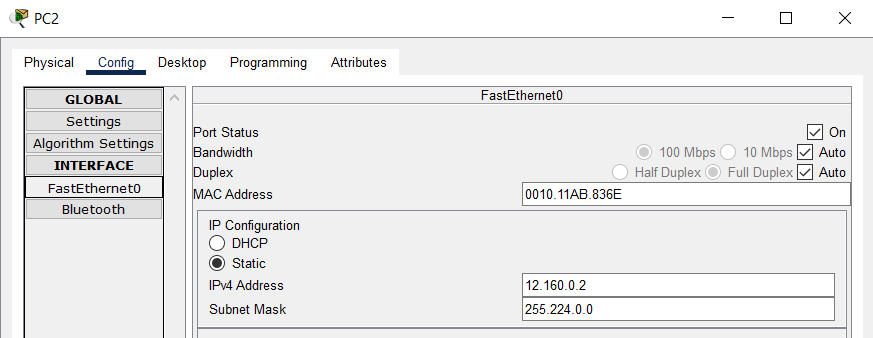 PC2
Physical Config Desktop Programming Attributes
GLOBAL
Settings
Algorithm Settings
INTERFACE
FastEthernet0
Bluetooth
FastEthernet0
Port Status On
Bandwidth 100 Mbps 10 Mbps Auto
Duplex Half Duplex Full Duplex Auto
MAC Address 0010.11AB.836E
IP Configuration
DHCP
Static
IPv4 Address 12.160.0.2
Subnet Mask 255.224.0.0